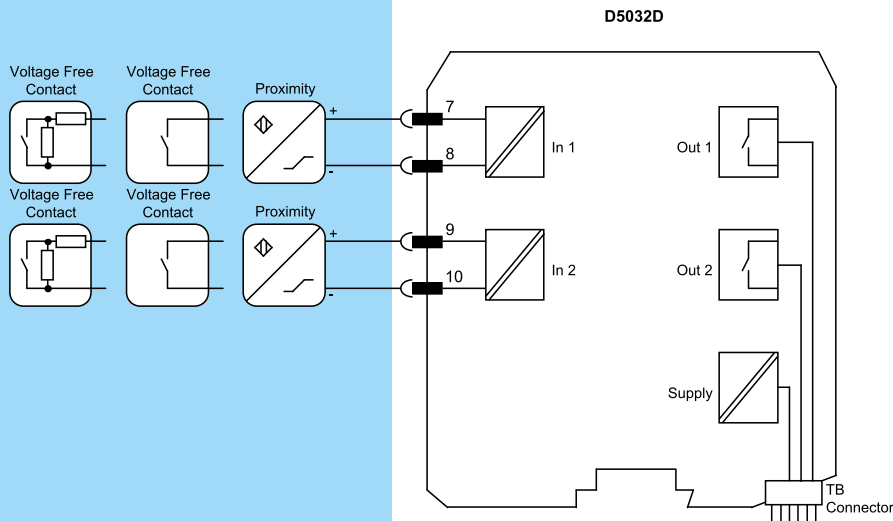 D5032D
Voltage Free
Contact
Voltage Free
Contact
Proximity
+
-
7
8
In 1
Out 1
Voltage Free
Contact
Voltage Free
Contact
Proximity
+
-
9
10
In 2
Out 2
Supply
TB
Connector